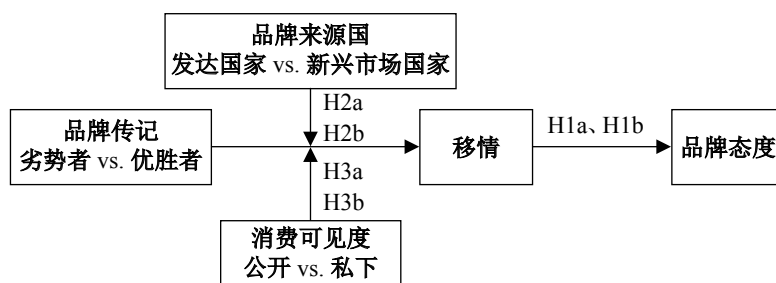 品牌来源国
发达国家 vs. 新兴市场国家
H2a
H2b
品牌传记
劣势者 vs. 优胜者
移情
H1a、H1b
品牌态度
H3a
H3b
消费可见度
公开 vs. 私下